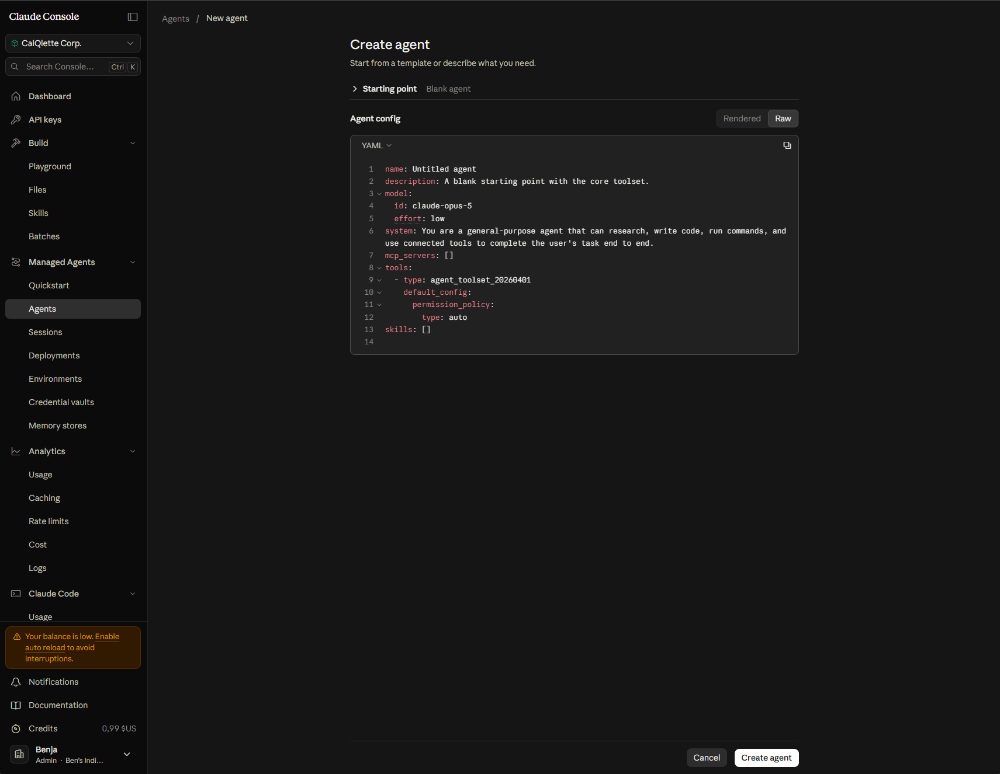 Claude Console
CalQlette Corp.
Search Console... Ctrl K
Dashboard
API keys
Build
Playground
Files
Skills
Batches
Managed Agents
Quickstart
Agents
Sessions
Deployments
Environments
Credential vaults
Memory stores
Analytics
Usage
Caching
Rate limits
Cost
Logs
Claude Code
Usage
Your balance is low. Enable
auto reload to avoid
interruptions.
Notifications
Documentation
Credits 0,99 $US
Benja
Admin · Ben's Indi...
Agents / New agent
Create agent
Start from a template or describe what you need.
Starting point Blank agent
Agent config Rendered Raw
YAML
1 name: Untitled agent
2 description: A blank starting point with the core toolset.
3 model:
4 id: claude-opus-5
5 effort: low
6 system: You are a general-purpose agent that can research, write code, run commands, and
use connected tools to complete the user's task end to end.
7 mcp_servers: []
8 tools:
9 - type: agent_toolset_20260401
10 default_config:
11 permission_policy:
12 type: auto
13 skills: []
14
Cancel Create agent